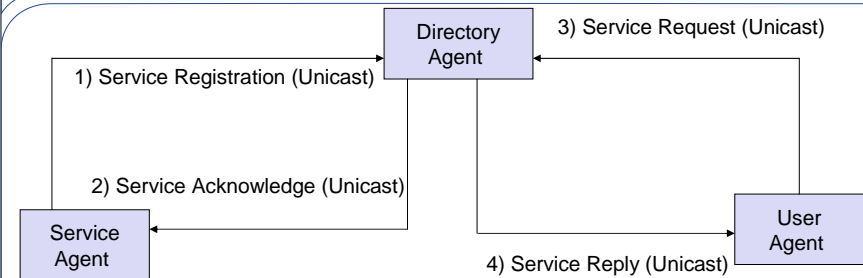 Directory
Agent
3) Service Request (Unicast)
1) Service Registration (Unicast)
2) Service Acknowledge (Unicast)
Service
Agent
User
Agent
4) Service Reply (Unicast)